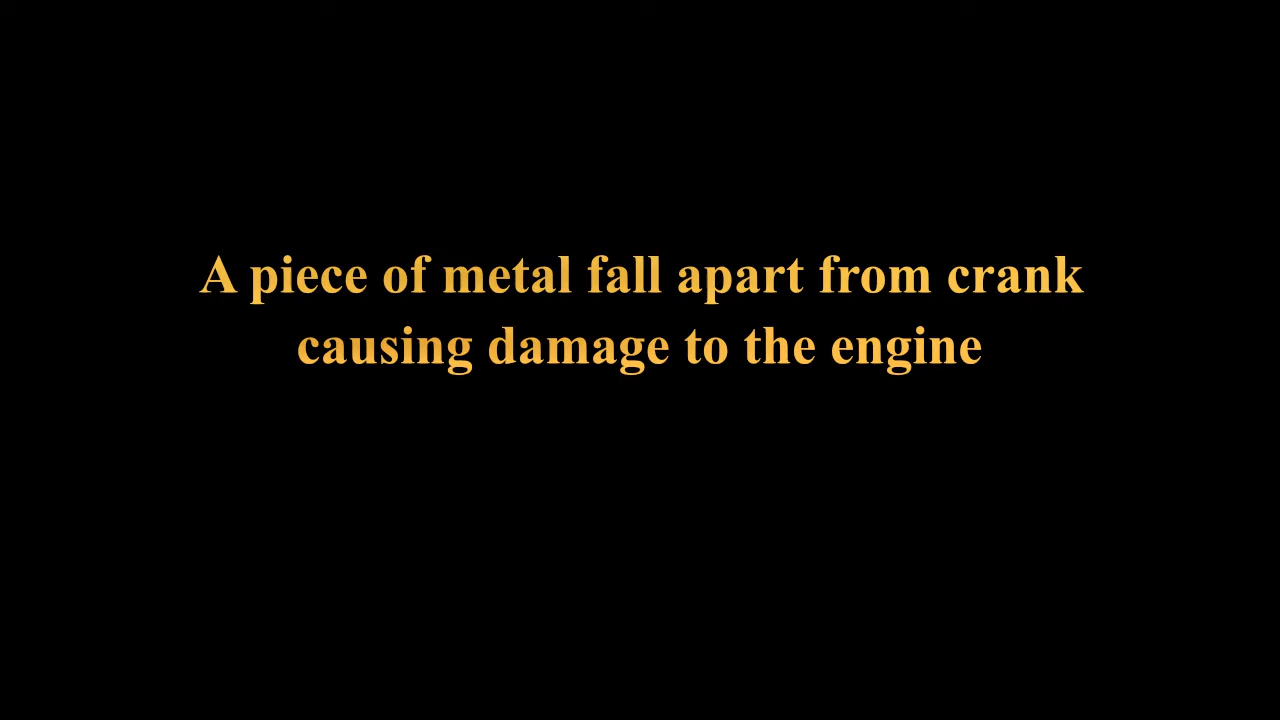 A piece of metal fall apart from crank
causing damage to the engine